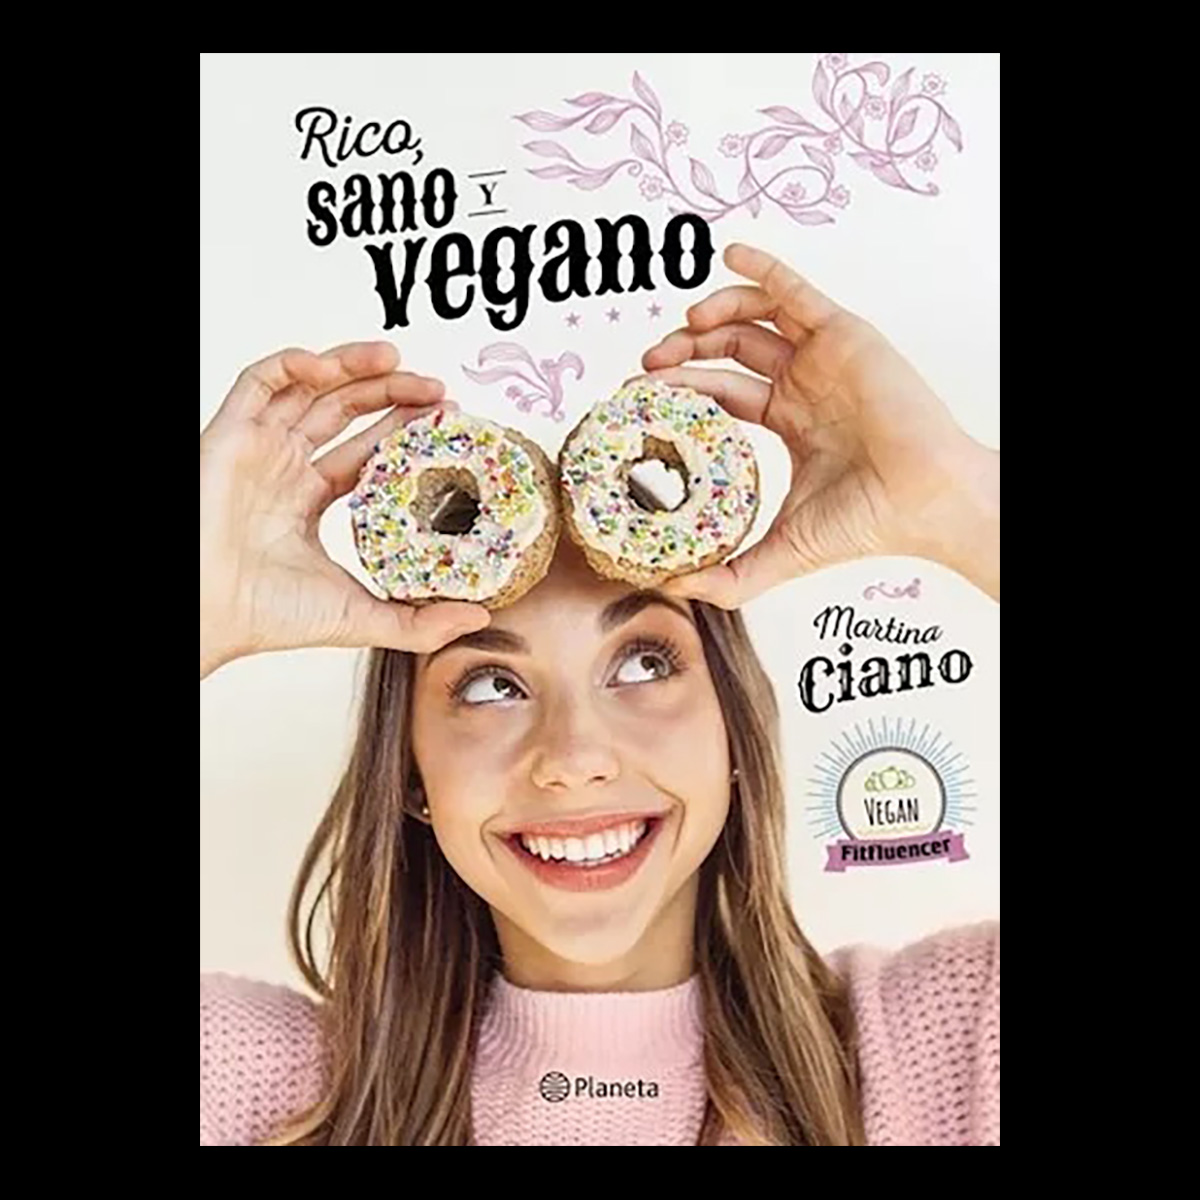 Rico,
sano Y
vegano
Martina
Ciano
VEGAN
Fitfluencer
Planeta